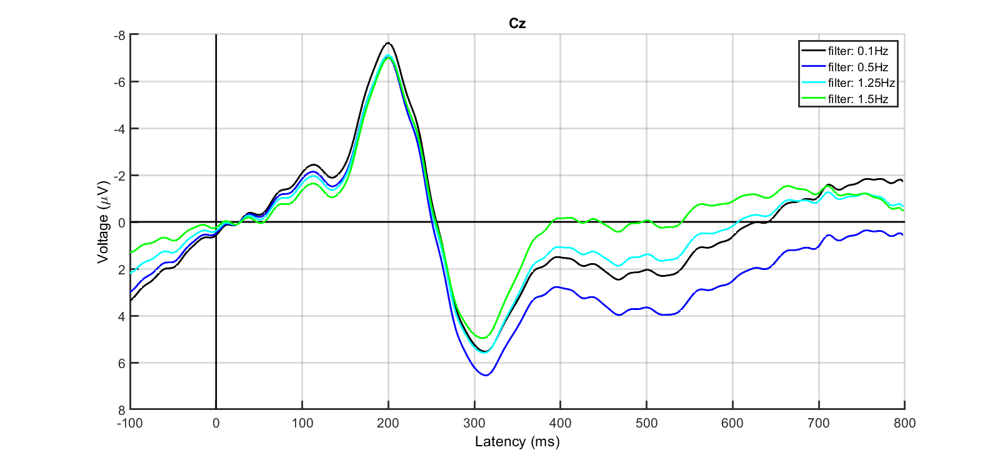 Cz
-8
-6
-4
-2
0
2
4
6
8
Voltage (μV)
-100
0
100
200
300
400
500
600
700
800
Latency (ms)
filter: 0.1Hz
filter: 0.5Hz
filter: 1.25Hz
filter: 1.5Hz